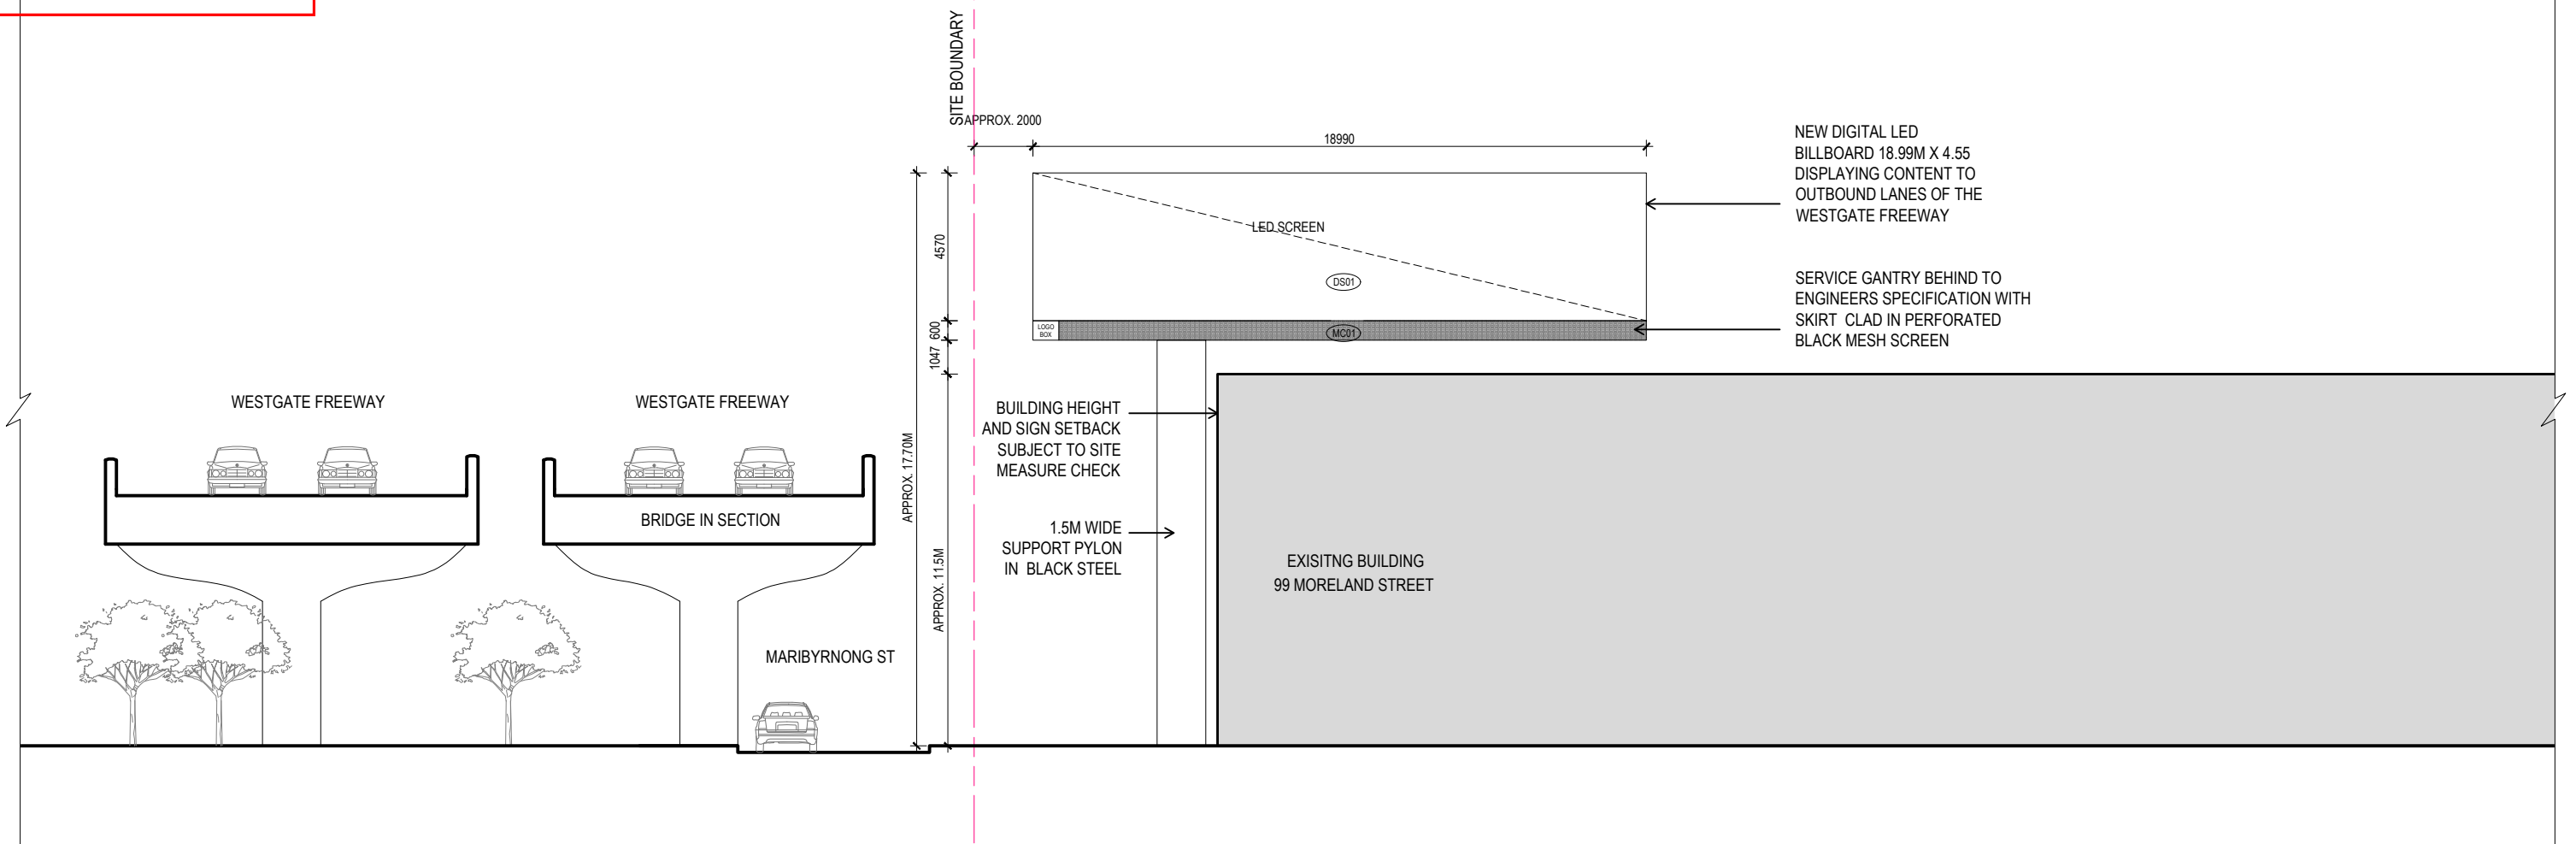 SITE BOUNDARY
APPROX. 2000
18990
NEW DIGITAL LED
BILLBOARD 18.99M X 4.55
DISPLAYING CONTENT TO
OUTBOUND LANES OF THE
WESTGATE FREEWAY
LED SCREEN
4570
DS01
SERVICE GANTRY BEHIND TO
ENGINEERS SPECIFICATION WITH
SKIRT CLAD IN PERFORATED
BLACK MESH SCREEN
LOGO
BOX
MC01
600
1047
WESTGATE FREEWAY
WESTGATE FREEWAY
BUILDING HEIGHT
AND SIGN SETBACK
SUBJECT TO SITE
MEASURE CHECK
APPROX. 17.70M
BRIDGE IN SECTION
1.5M WIDE
SUPPORT PYLON
IN BLACK STEEL
APPROX. 11.5M
EXISITNG BUILDING
99 MORELAND STREET
MARIBYRNONG ST